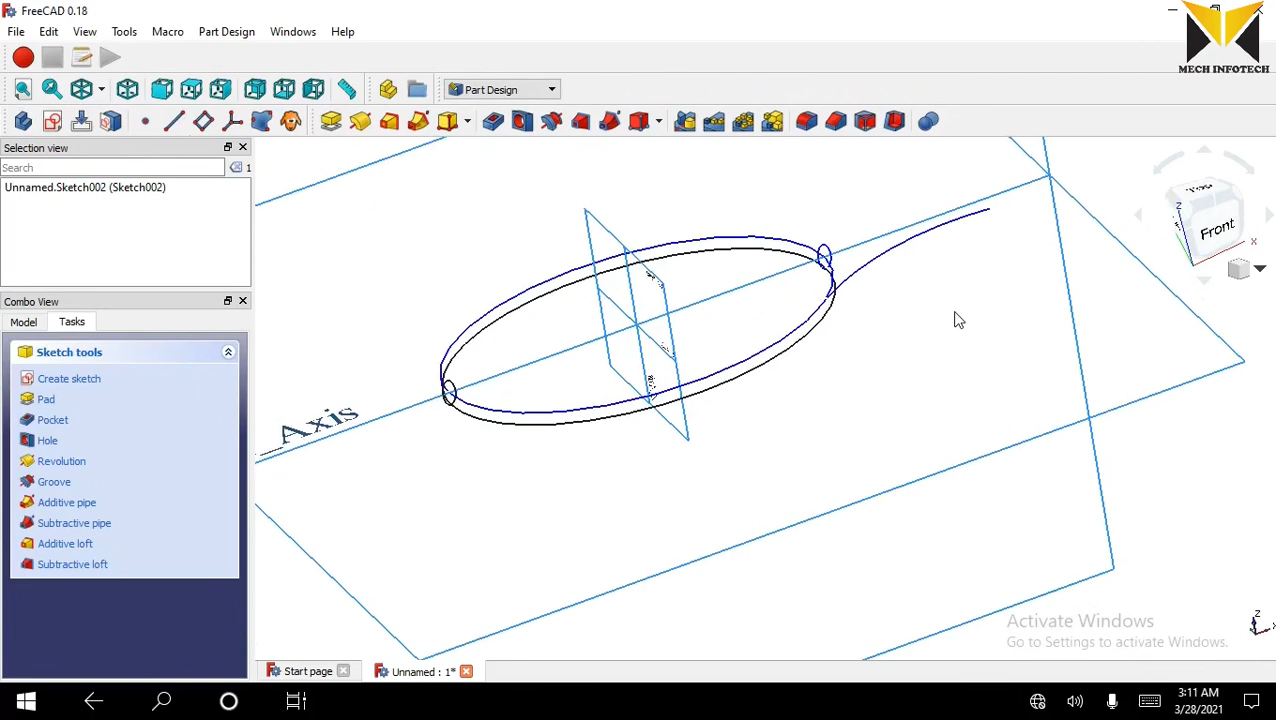 FreeCAD 0.18
File Edit View Tools Macro Part Design Windows Help
MECH INFOTECH
Part Design
Selection view
Search
1
Unnamed.Sketch002 (Sketch002)
Combo View
Model Tasks
Sketch tools
Create sketch
Pad
Pocket
Hole
Revolution
Groove
Additive pipe
Subtractive pipe
Additive loft
Subtractive loft
Axis
Top
Front
Z
X
Z
Activate Windows
Go to Settings to activate Windows.
Start page
Unnamed : 1*
3:11 AM
3/28/2021